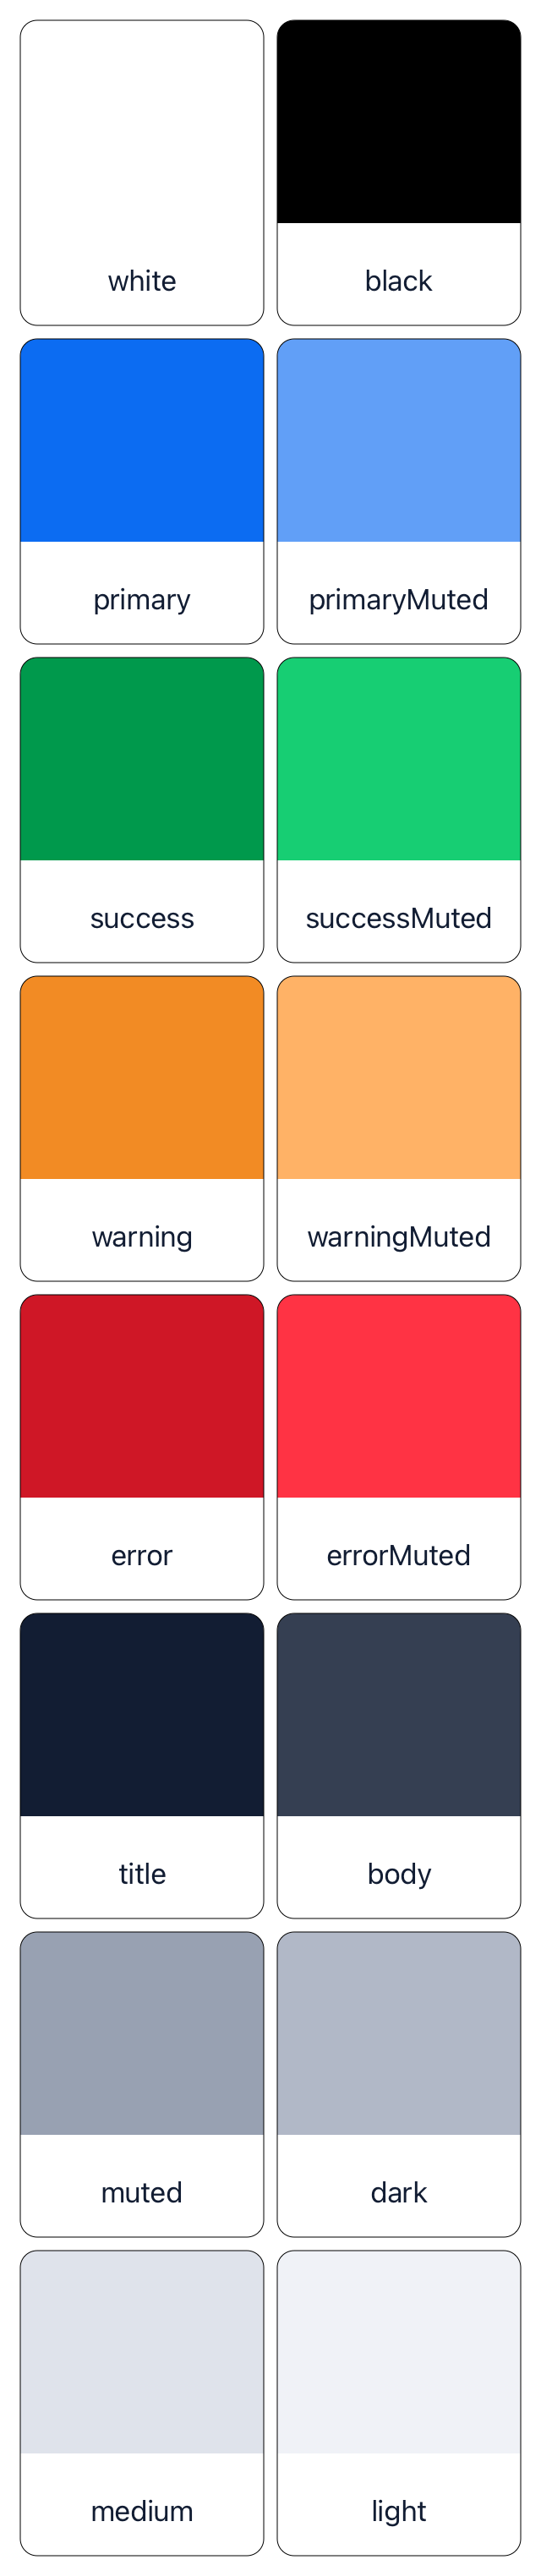 white
black
primary
primaryMuted
success
successMuted
warning
warningMuted
error
errorMuted
title
body
muted
dark
medium
light